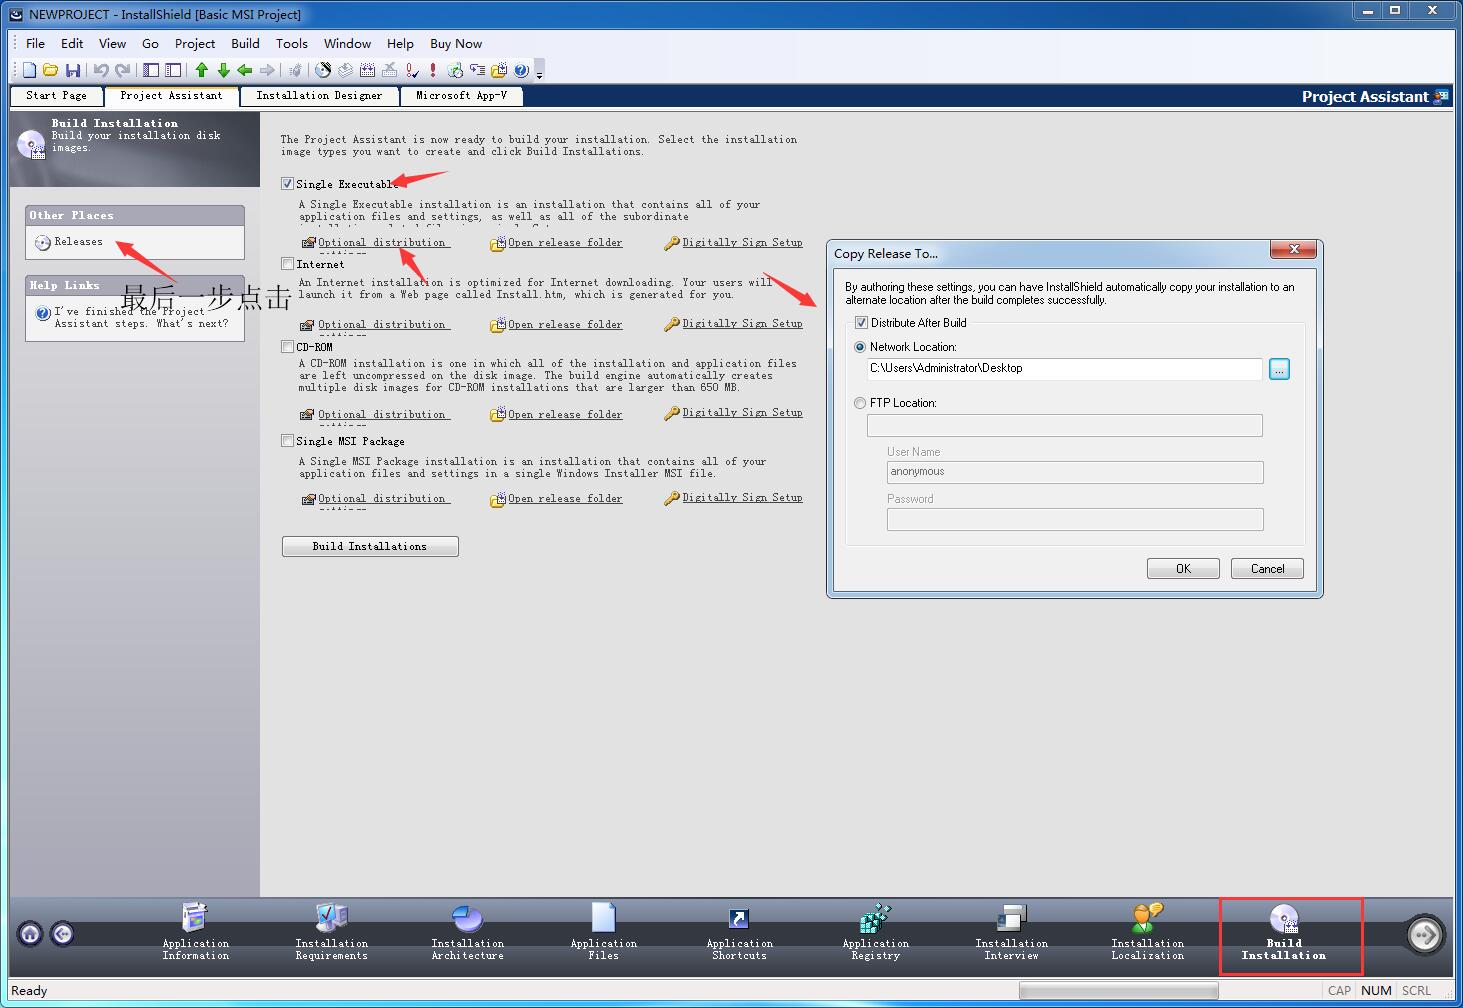 NEWPROJECT - InstallShield [Basic MSI Project]
File Edit View Go Project Build Tools Window Help Buy Now
Start Page Project Assistant Installation Designer Microsoft App-V
Project Assistant
Build Installation
Build your installation disk
images.
Other Places
Releases
最后一步点击
Help Links
I've finished the Project
Assistant steps. What's next?
The Project Assistant is now ready to build your installation. Select the installation
image types you want to create and click Build Installations.
Single Executable
A Single Executable installation is an installation that contains all of your
application files and settings, as well as all of the subordinate
Optional distribution Open release folder Digitally Sign Setup
Internet
An Internet installation is optimized for Internet downloading. Your users will
launch it from a Web page called Install.htm, which is generated for you.
Optional distribution Open release folder Digitally Sign Setup
CD-ROM
A CD-ROM installation is one in which all of the installation and application files
are left uncompressed on the disk image. The build engine automatically creates
multiple disk images for CD-ROM installations that are larger than 650 MB.
Optional distribution Open release folder Digitally Sign Setup
Single MSI Package
A Single MSI Package installation is an installation that contains all of your
application files and settings in a single Windows Installer MSI file.
Optional distribution Open release folder Digitally Sign Setup
Build Installations
Copy Release To...
By authoring these settings, you can have InstallShield automatically copy your installation to an
alternate location after the build completes successfully.
Distribute After Build
Network Location:
C:\Users\Administrator\Desktop
...
FTP Location:
User Name
anonymous
Password
OK Cancel
Application
Information
Installation
Requirements
Installation
Architecture
Application
Files
Application
Shortcuts
Application
Registry
Installation
Interview
Installation
Localization
Build
Installation
Ready
CAP NUM SCRL